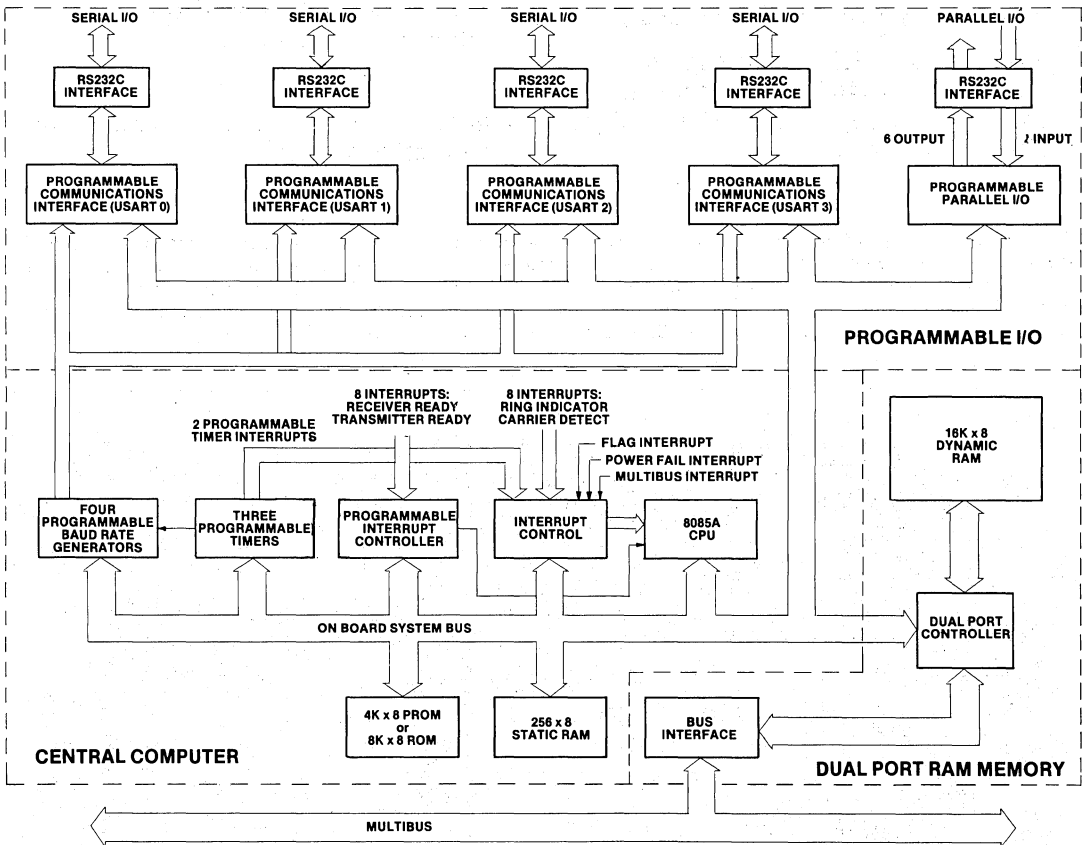 SERIAL I/O
SERIAL I/O
SERIAL I/O
SERIAL I/O
PARALLEL I/O
RS232C
INTERFACE
RS232C
INTERFACE
RS232C
INTERFACE
RS232C
INTERFACE
RS232C
INTERFACE
6 OUTPUT
INPUT
PROGRAMMABLE
COMMUNICATIONS
INTERFACE (USART 0)
PROGRAMMABLE
COMMUNICATIONS
INTERFACE (USART 1)
PROGRAMMABLE
COMMUNICATIONS
INTERFACE (USART 2)
PROGRAMMABLE
COMMUNICATIONS
INTERFACE (USART 3)
PROGRAMMABLE
PARALLEL I/O
PROGRAMMABLE I/O
2 PROGRAMMABLE
TIMER INTERRUPTS
8 INTERRUPTS:
RECEIVER READY
TRANSMITTER READY
8 INTERRUPTS:
RING INDICATOR
CARRIER DETECT
FLAG INTERRUPT
POWER FAIL INTERRUPT
MULTIBUS INTERRUPT
16K x 8
DYNAMIC
RAM
FOUR
PROGRAMMABLE
BAUD RATE
GENERATORS
THREE
PROGRAMMABLE
TIMERS
PROGRAMMABLE
INTERRUPT
CONTROLLER
INTERRUPT
CONTROL
8085A
CPU
ON BOARD SYSTEM BUS
DUAL PORT
CONTROLLER
4K x 8 PROM
or
8K x 8 ROM
256 x 8
STATIC RAM
BUS
INTERFACE
CENTRAL COMPUTER
DUAL PORT RAM MEMORY
MULTIBUS